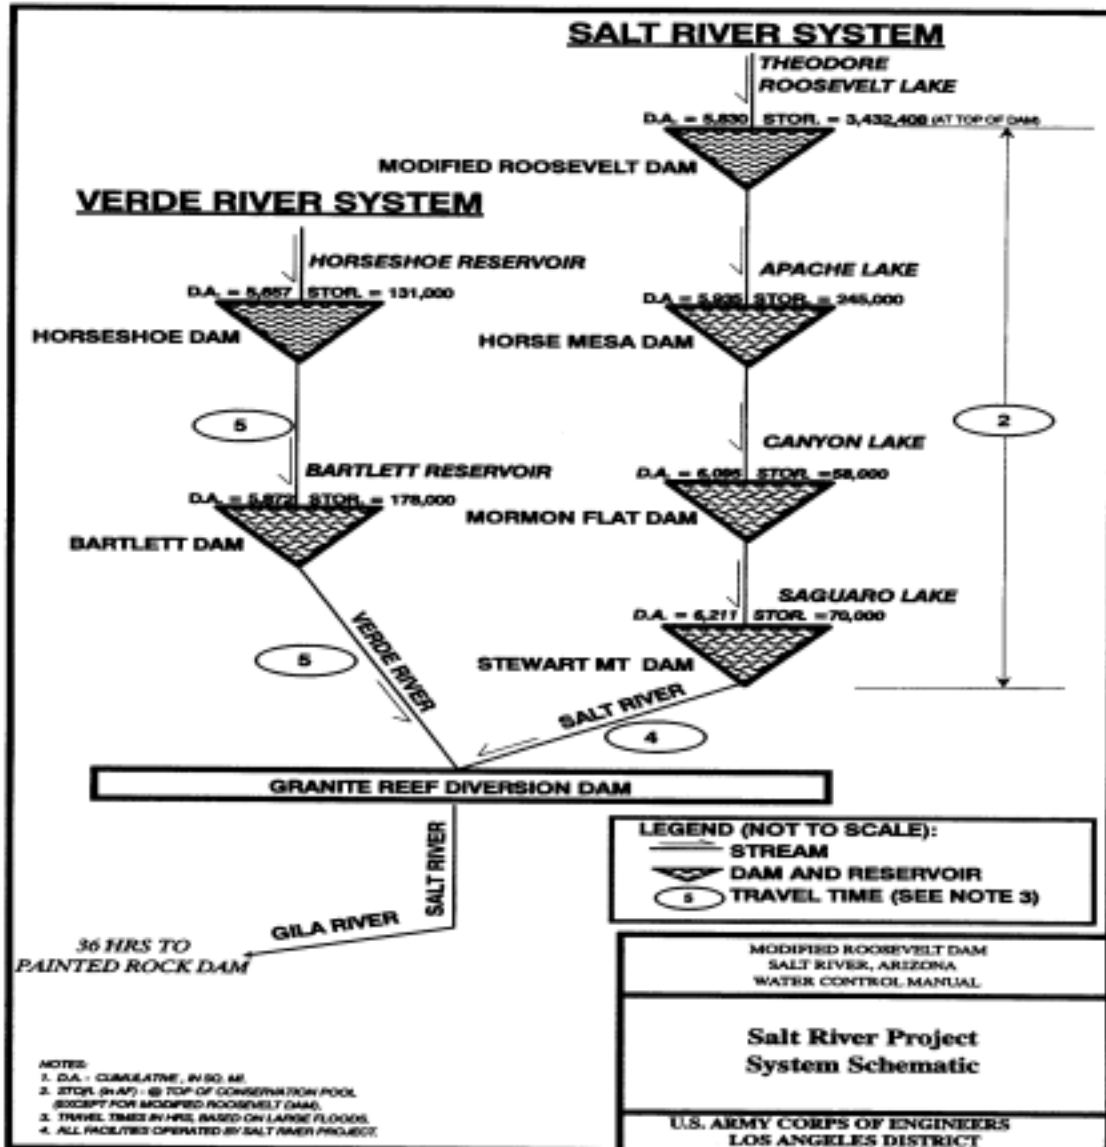 SALT RIVER SYSTEM
THEODORE
ROOSEVELT LAKE
D.A. = 5,830 STOR. = 3,432,408 (AT TOP OF DAM)
MODIFIED ROOSEVELT DAM
VERDE RIVER SYSTEM
HORSESHOE RESERVOIR
D.A. = 5,657 STOR. = 131,000
HORSESHOE DAM
APACHE LAKE
D.A. = 5,935 STOR. = 245,000
HORSE MESA DAM
2
5
CANYON LAKE
D.A. = 6,095 STOR. =58,000
MORMON FLAT DAM
BARTLETT RESERVOIR
D.A. = 5,872 STOR. = 178,000
BARTLETT DAM
SAGUARO LAKE
D.A. = 6,211 STOR. =70,000
STEWART MT DAM
VERDE RIVER
5
SALT RIVER
4
GRANITE REEF DIVERSION DAM
SALT RIVER
GILA RIVER
36 HRS TO
PAINTED ROCK DAM
LEGEND (NOT TO SCALE):
STREAM
DAM AND RESERVOIR
5 TRAVEL TIME (SEE NOTE 3)
MODIFIED ROOSEVELT DAM
SALT RIVER, ARIZONA
WATER CONTROL MANUAL
Salt River Project
System Schematic
U.S. ARMY CORPS OF ENGINEERS
LOS ANGELES DISTRICT
NOTES:
1. D.A. - CUMULATIVE, IN SQ. MI.
2. STOR. (in AF) - @ TOP OF CONSERVATION POOL
(EXCEPT FOR MODIFIED ROOSEVELT DAM).
3. TRAVEL TIMES IN HRS, BASED ON LARGE FLOODS.
4. ALL FACILITIES OPERATED BY SALT RIVER PROJECT.